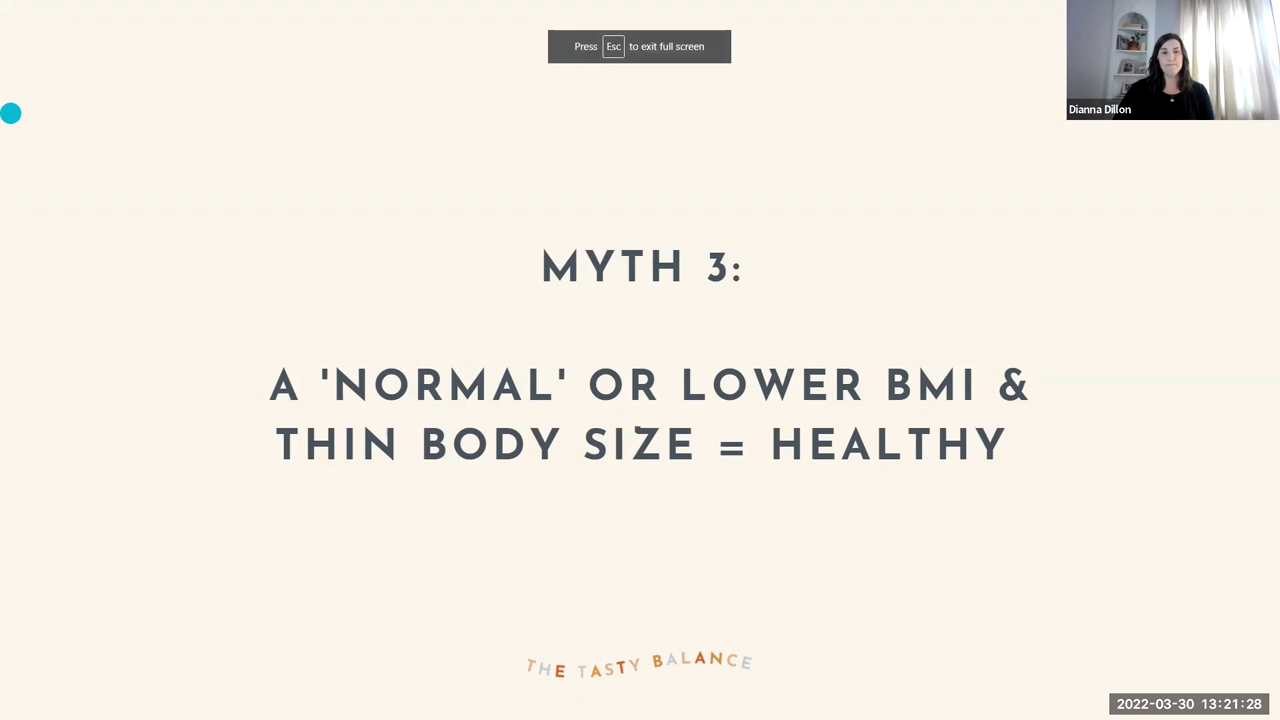 Press Esc to exit full screen
Dianna Dillon
MYTH 3:
A 'NORMAL' OR LOWER BMI &
THIN BODY SIZE = HEALTHY
THE TASTY BALANCE
2022-03-30 13:21:28